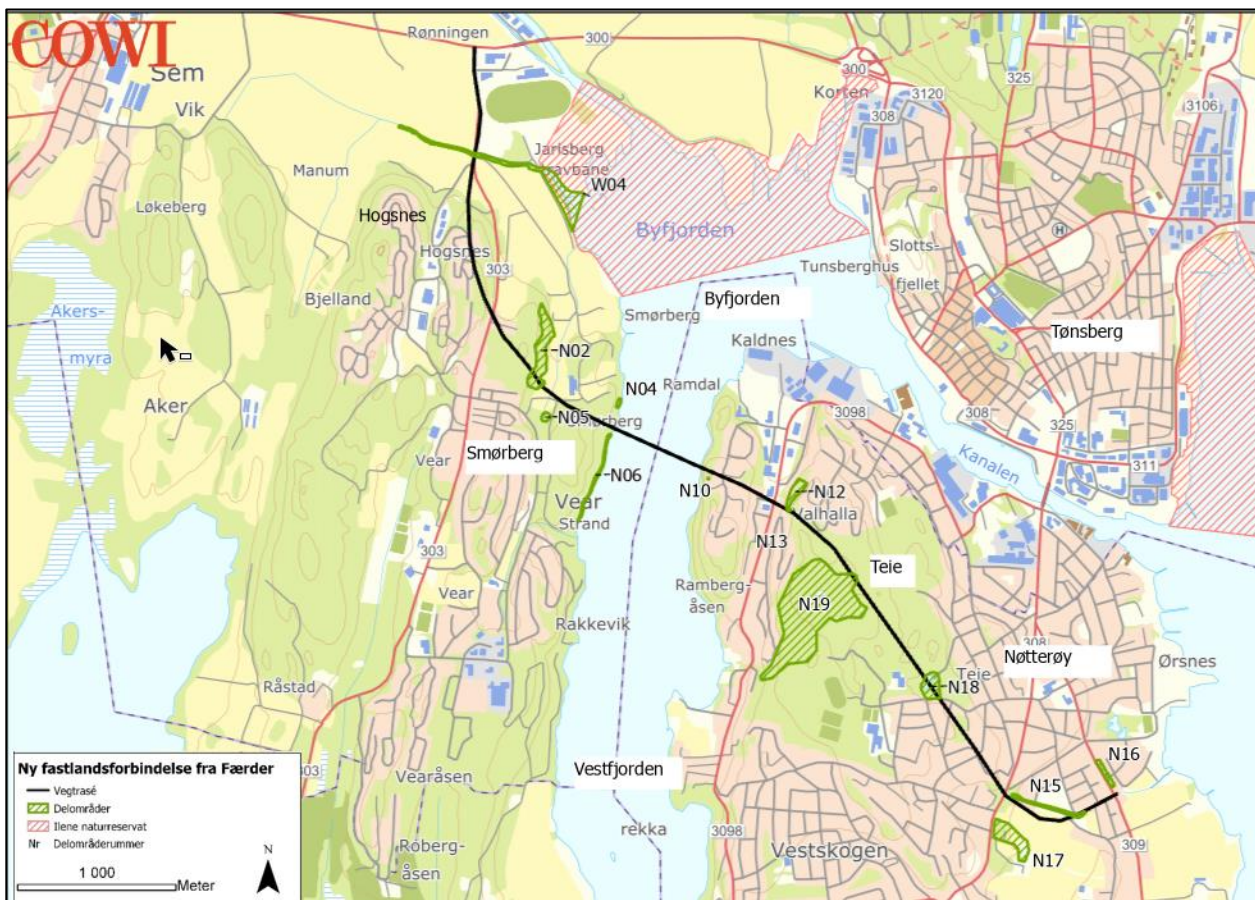 COWI
Rønningen
300
325
Sem
Vik
300
Korten
308
3120
3106
Manum
Jarlsberg
travbane
W04
Løkeberg
Hogsnes
Byfjorden
Hogsnes
303
Slotts-
fjellet
H
Tunsberghus
Bjelland
Akers-
myra
Byfjorden
Smørberg
Tønsberg
Kaldnes
N02
Ramdal
N04
Aker
3098
308
N05
Smørberg
325
Kanalen
311
Smørberg
Vear
N06
N10
N12
Vear
Strand
Valhalla
N13
303
Teie
Ramberg-
åsen
N19
Vear
Rakkevik
308
Nøtterøy
Ørsnes
Teie
N18
Råstad
Vestfjorden
N16
303
Vearåsen
N15
rekka
3098
309
Roberg-
åsen
Vestskogen
N17
Ny fastlandsforbindelse fra Færder
Vegtrasé
Delområder
Ilene naturreservat
Nr Delområderummer
N
1 000
Meter